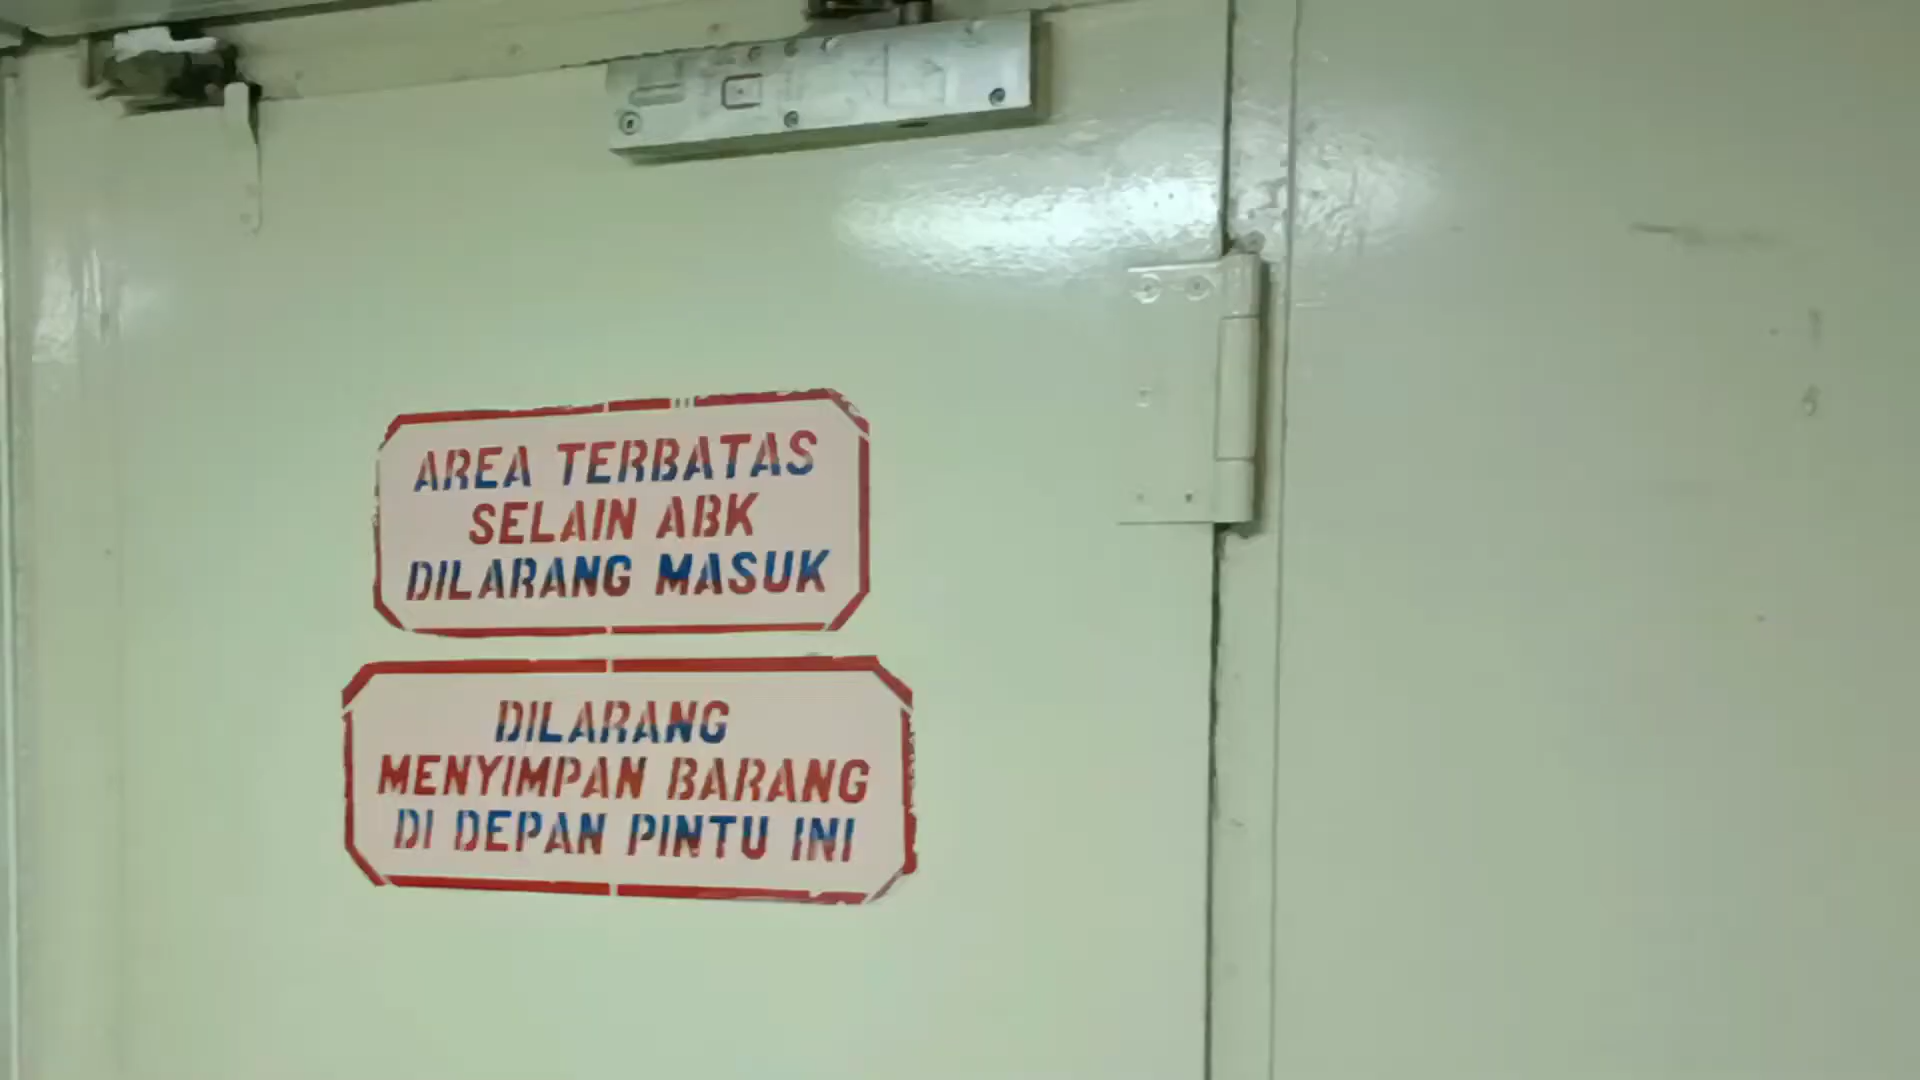 AREA TERBATAS
SELAIN ABK
DILARANG MASUK
DILARANG
MENYIMPAN BARANG
DI DEPAN PINTU INI